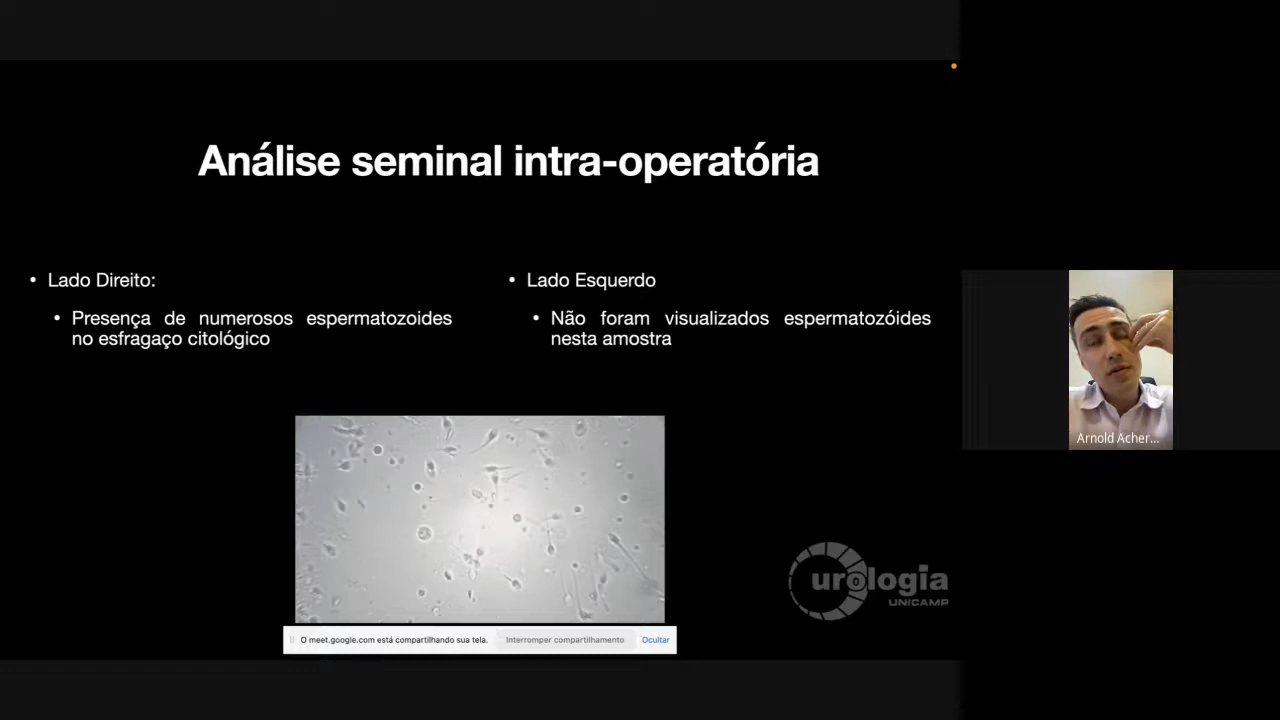 Análise seminal intra-operatória
• Lado Direito:
• Presença de numerosos espermatozoides
no esfragaço citológico
• Lado Esquerdo
• Não foram visualizados espermatozóides
nesta amostra
Arnold Acher...
urologia
UNICAMP
O meet.google.com está compartilhando sua tela.
Interromper compartilhamento
Ocultar